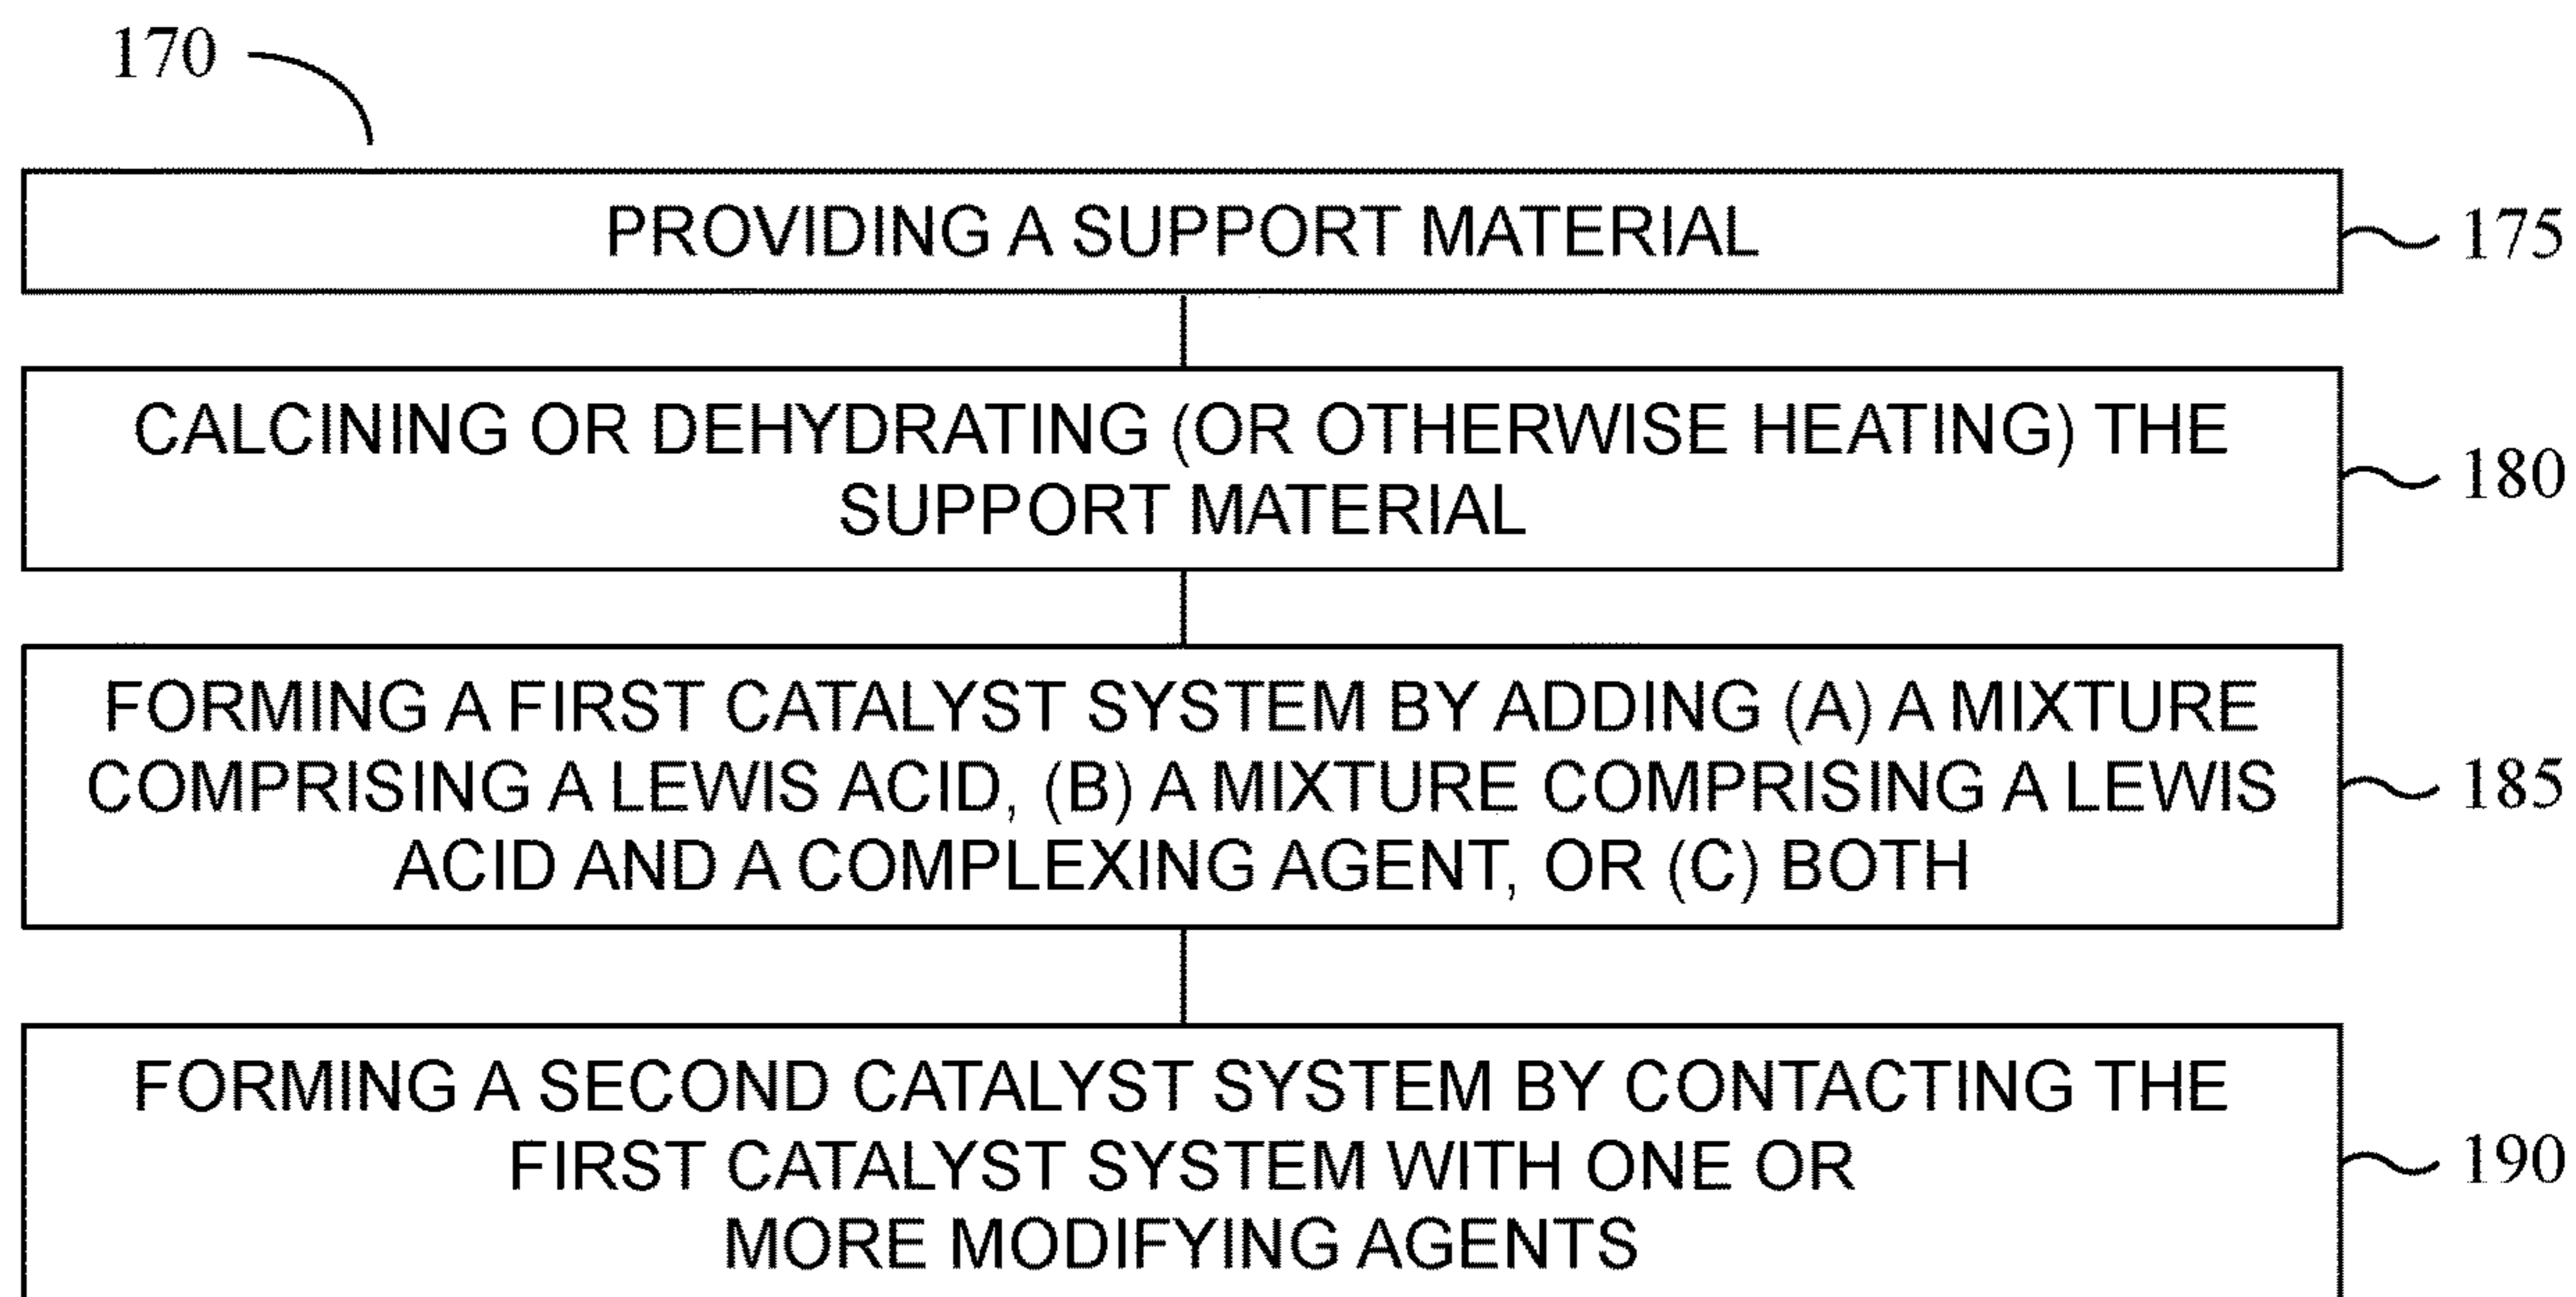 170
PROVIDING A SUPPORT MATERIAL
175
CALCINING OR DEHYDRATING (OR OTHERWISE HEATING) THE
SUPPORT MATERIAL
180
FORMING A FIRST CATALYST SYSTEM BY ADDING (A) A MIXTURE
COMPRISING A LEWIS ACID, (B) A MIXTURE COMPRISING A LEWIS
ACID AND A COMPLEXING AGENT, OR (C) BOTH
185
FORMING A SECOND CATALYST SYSTEM BY CONTACTING THE
FIRST CATALYST SYSTEM WITH ONE OR
MORE MODIFYING AGENTS
190